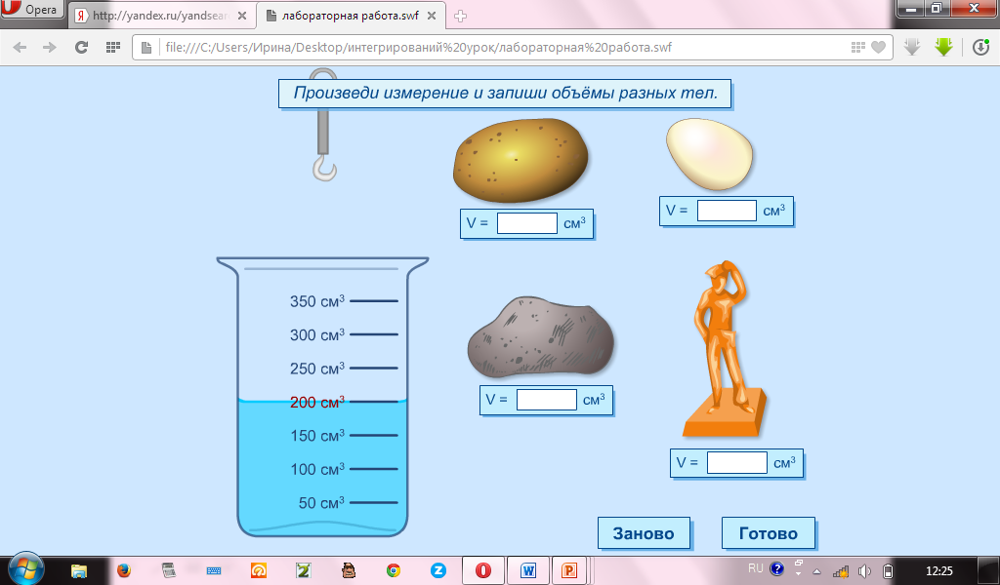 Opera
http://yandex.ru/yandsear
лабораторная работа.swf
file:///C:/Users/Ирина/Desktop/интегрирований%20урок/лабораторная%20работа.swf
Произведи измерение и запиши объёмы разных тел.
V = см³
V = см³
350 см³
300 см³
250 см³
200 см³
150 см³
100 см³
50 см³
V = см³
V = см³
Заново
Готово
RU
12:25